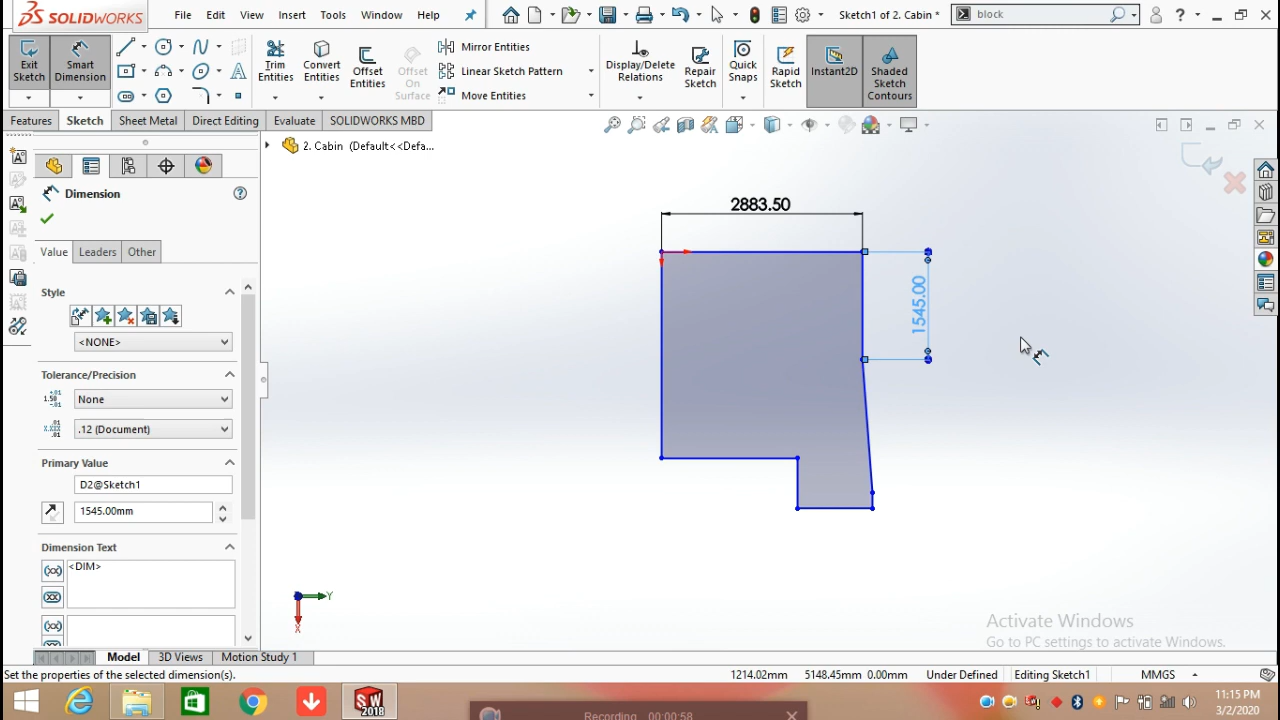 SOLIDWORKS
File Edit View Insert Tools Window Help
Sketch1 of 2. Cabin *
block
Exit Sketch
Smart Dimension
Trim Entities
Convert Entities
Offset Entities
Offset On Surface
Mirror Entities
Linear Sketch Pattern
Move Entities
Display/Delete Relations
Repair Sketch
Quick Snaps
Rapid Sketch
Instant2D
Shaded Sketch Contours
Features Sketch Sheet Metal Direct Editing Evaluate SOLIDWORKS MBD
2. Cabin (Default<<Defa...
Dimension
Value Leaders Other
Style
<NONE>
Tolerance/Precision
None
.12 (Document)
Primary Value
D2@Sketch1
1545.00mm
Dimension Text
<DIM>
2883.50
1545.00
Y
X
Activate Windows
Go to PC settings to activate Windows.
Model 3D Views Motion Study 1
Set the properties of the selected dimension(s).
1214.02mm 5148.45mm 0.00mm Under Defined Editing Sketch1 MMGS
SW 2018
Recording 00:00:58
11:15 PM
3/2/2020